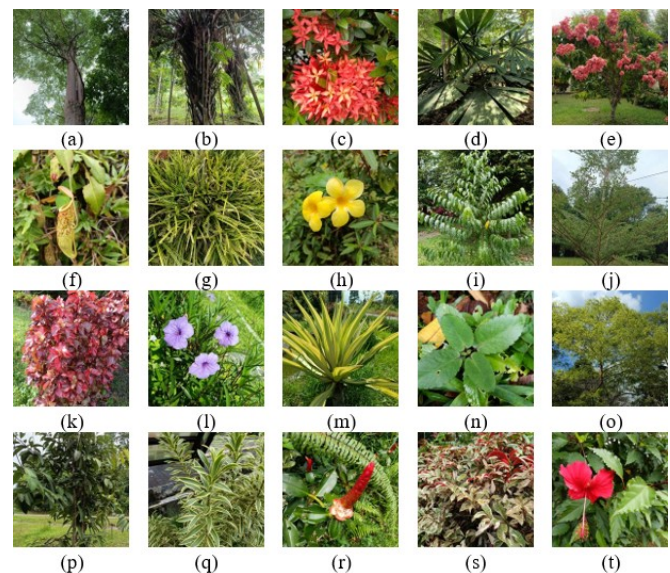 (a) (b) (c) (d) (e)
(f) (g) (h) (i) (j)
(k) (l) (m) (n) (o)
(p) (q) (r) (s) (t)